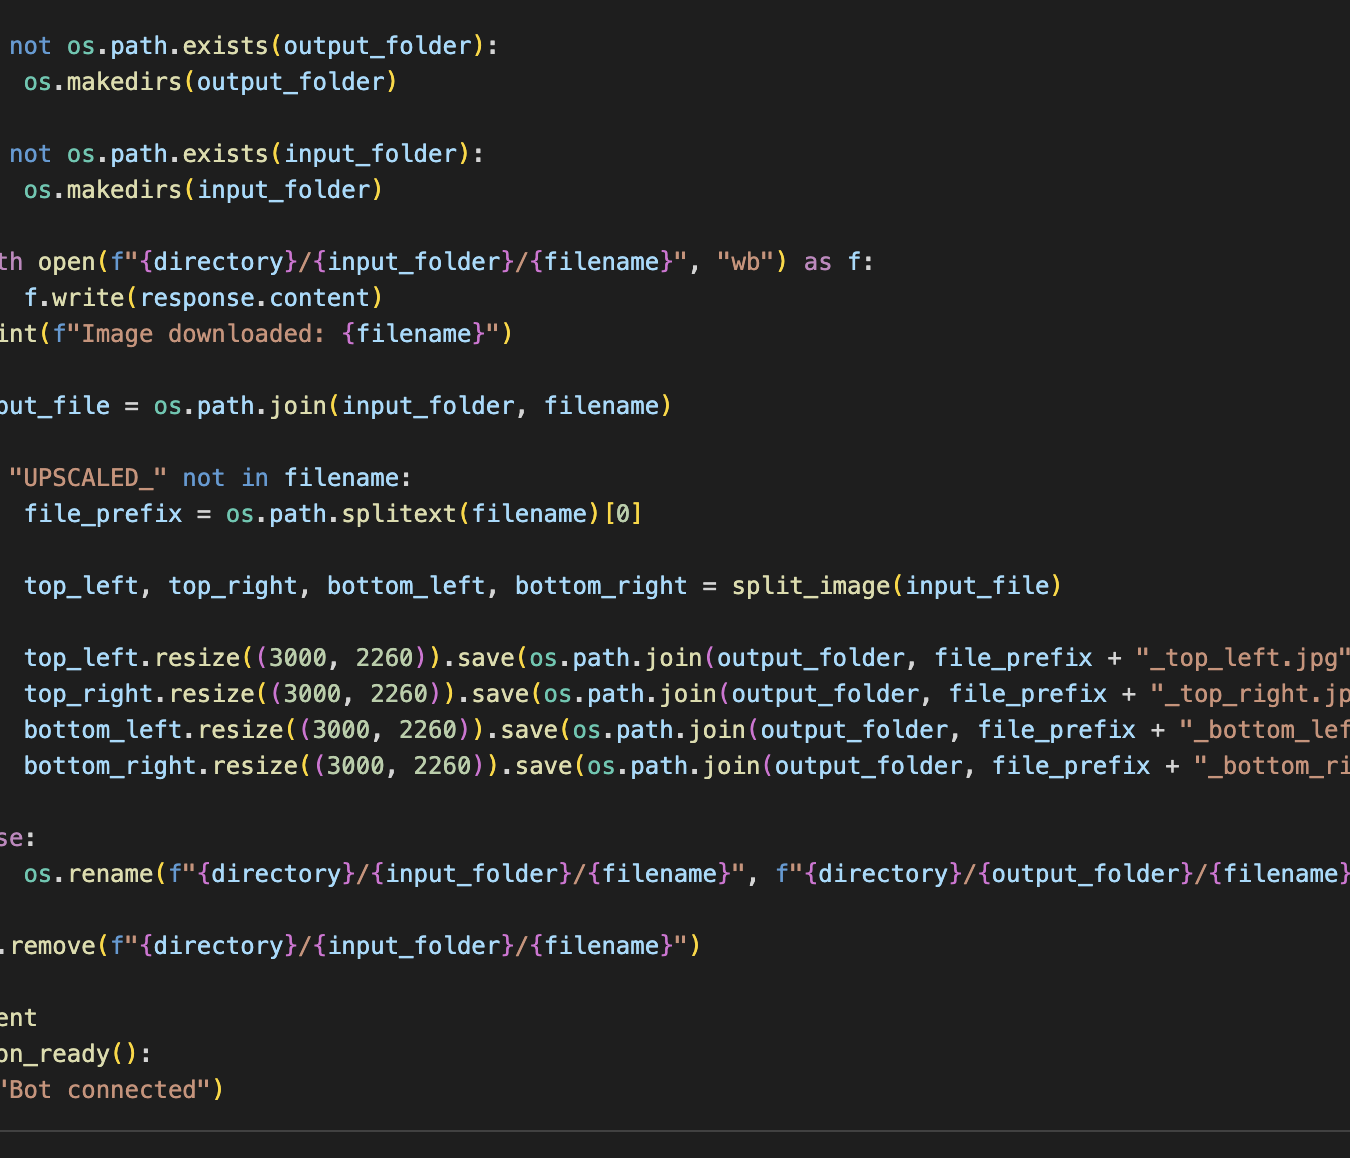 not os.path.exists(output_folder):
os.makedirs(output_folder)
not os.path.exists(input_folder):
os.makedirs(input_folder)
th open(f"{directory}/{input_folder}/{filename}", "wb") as f:
f.write(response.content)
int(f"Image downloaded: {filename}")
put_file = os.path.join(input_folder, filename)
"UPSCALED_" not in filename:
file_prefix = os.path.splitext(filename)[0]
top_left, top_right, bottom_left, bottom_right = split_image(input_file)
top_left.resize((3000, 2260)).save(os.path.join(output_folder, file_prefix + "_top_left.jpg"
top_right.resize((3000, 2260)).save(os.path.join(output_folder, file_prefix + "_top_right.jp
bottom_left.resize((3000, 2260)).save(os.path.join(output_folder, file_prefix + "_bottom_lef
bottom_right.resize((3000, 2260)).save(os.path.join(output_folder, file_prefix + "_bottom_ri
se:
os.rename(f"{directory}/{input_folder}/{filename}", f"{directory}/{output_folder}/{filename}
.remove(f"{directory}/{input_folder}/{filename}")
ent
on_ready():
"Bot connected")